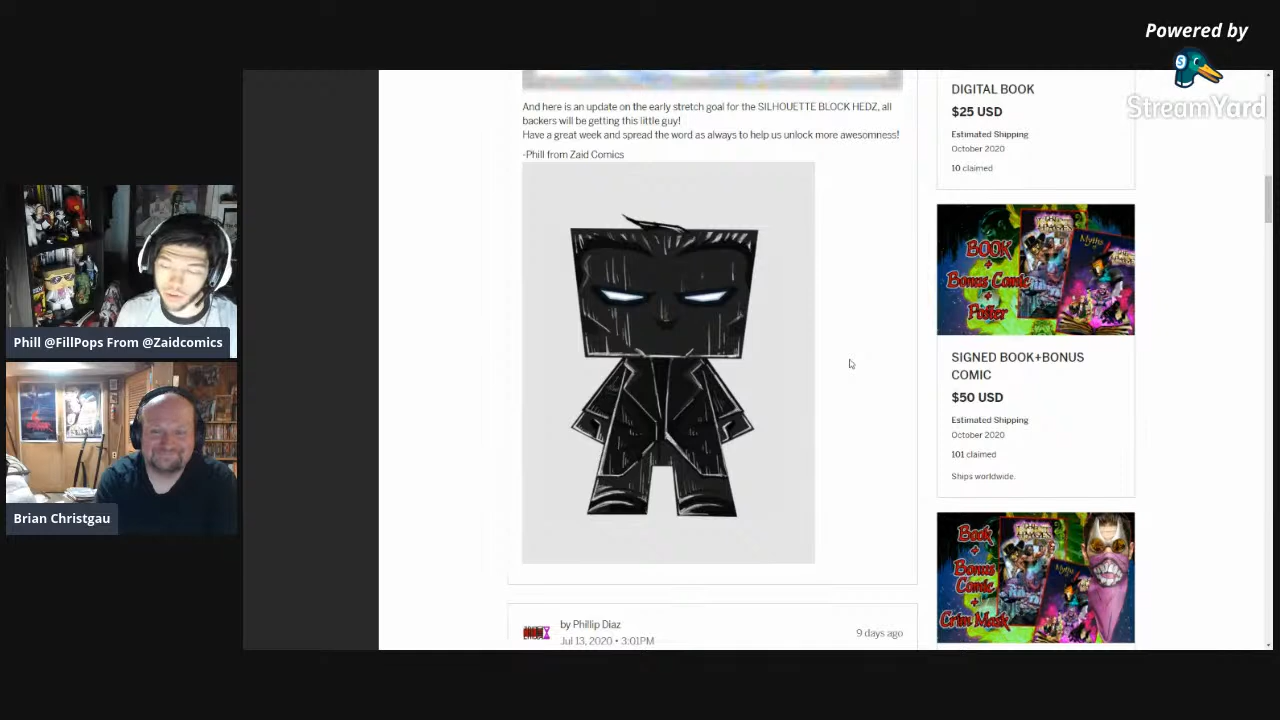 Powered by
StreamYard
And here is an update on the early stretch goal for the SILHOUETTE BLOCK HEDZ, all
backers will be getting this little guy!
Have a great week and spread the word as always to help us unlock more awesomness!
-Phill from Zaid Comics
by Phillip Diaz
Jul 13, 2020 • 3:01PM
9 days ago
DIGITAL BOOK
$25 USD
Estimated Shipping
October 2020
10 claimed
BOOK
+
Bonus Comic
+
Poster
SIGNED BOOK+BONUS
COMIC
$50 USD
Estimated Shipping
October 2020
101 claimed
Ships worldwide.
Book
+
Bonus
Comic
+
Crim Mask
Phill @FillPops From @Zaidcomics
Brian Christgau